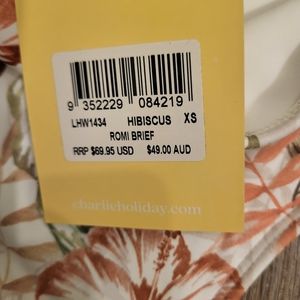 9 352229 084219
LHW1434 HIBISCUS XS
ROMI BRIEF
RRP $69.95 USD $49.00 AUD
charlieholiday.com